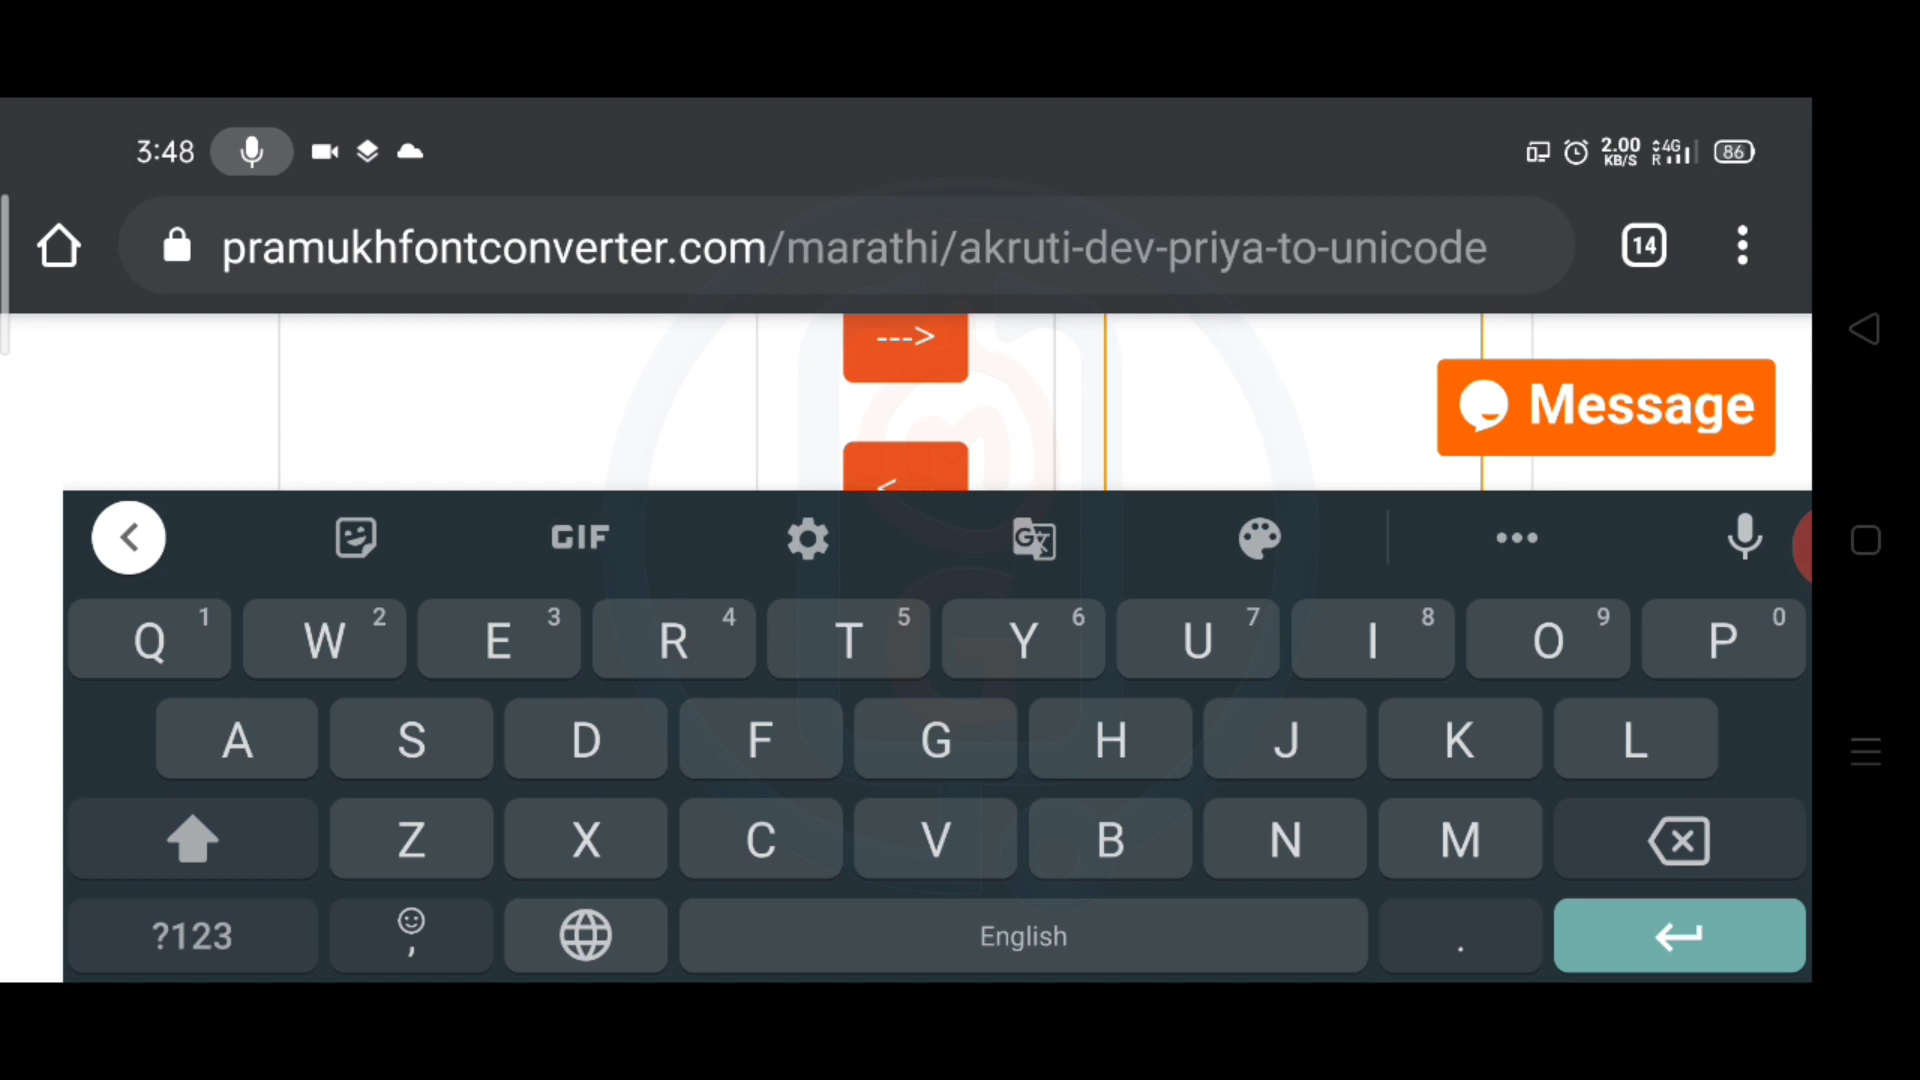 3:48 2.00 KB/S 4G R 86
pramukhfontconverter.com/marathi/akruti-dev-priya-to-unicode 14
--->
Message
<
GIF
Q 1 W 2 E 3 R 4 T 5 Y 6 U 7 I 8 O 9 P 0
A S D F G H J K L
Z X C V B N M
?123 , English .